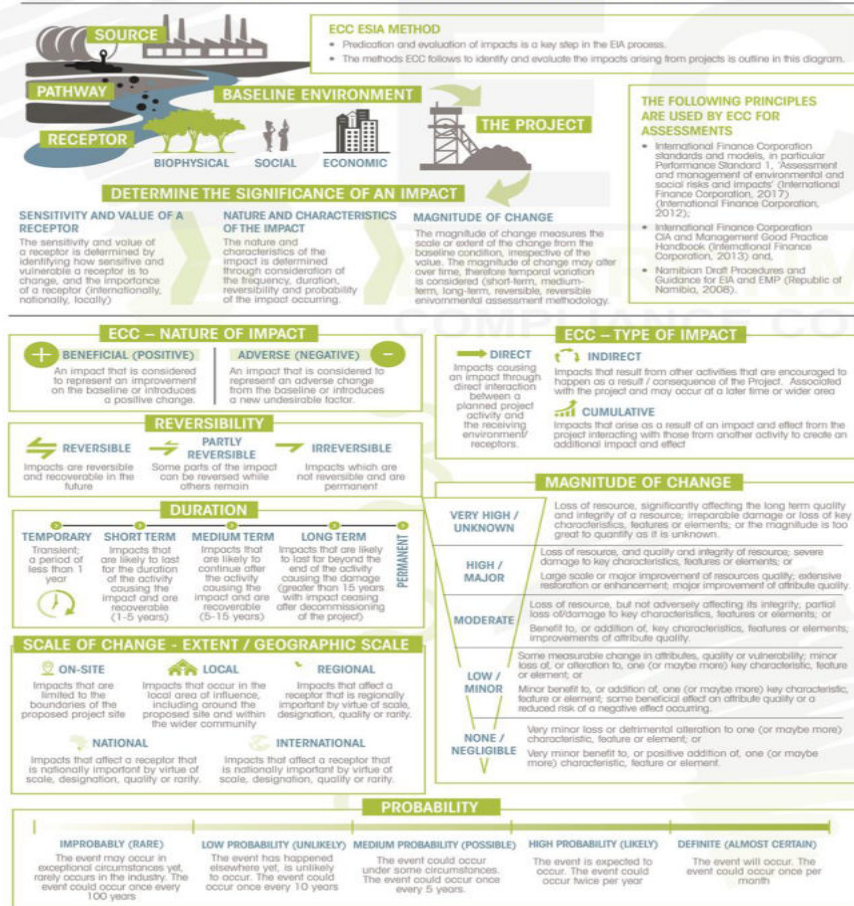 ECC ESIA METHOD
• Predication and evaluation of impacts is a key step in the EIA process.
• The methods ECC follows to identify and evaluate the impacts arising from projects is outline in this diagram.
SOURCE
PATHWAY
RECEPTOR
BASELINE ENVIRONMENT
BIOPHYSICAL
SOCIAL
ECONOMIC
THE PROJECT
THE FOLLOWING PRINCIPLES
ARE USED BY ECC FOR
ASSESSMENTS
• International Finance Corporation
standards and models, in particular
Performance Standard 1, 'Assessment
and management of environmental and
social risks and impacts' (International
Finance Corporation, 2017)
(International Finance Corporation,
2012);
• International Finance Corporation
CIA and Management Good Practice
Handbook (International Finance
Corporation, 2013) and,
• Namibian Draft Procedures and
Guidance for EIA and EMP (Republic of
Namibia, 2008).
DETERMINE THE SIGNIFICANCE OF AN IMPACT
SENSITIVITY AND VALUE OF A
RECEPTOR
The sensitivity and value of
a receptor is determined by
identifying how sensitive and
vulnerable a receptor is to
change, and the importance
of a receptor (internationally,
nationally, locally)
NATURE AND CHARACTERISTICS
OF THE IMPACT
The nature and
characteristics of the
impact is determined
through consideration of
the frequency, duration,
reversibility and probability
of the impact occurring.
MAGNITUDE OF CHANGE
The magnitude of change measures the
scale or extent of the change from the
baseline condition, irrespective of the
value. The magnitude of change may alter
over time, therefore temporal variation
is considered (short-term, medium-
term, long-term, reversible, reversible
environmental assessment methodology.
COMPLIANCE CO
ECC – NATURE OF IMPACT
+ BENEFICIAL (POSITIVE)
An impact that is considered
to represent an improvement
on the baseline or introduces
a positive change.
ADVERSE (NEGATIVE) -
An impact that is considered to
represent an adverse change
from the baseline or introduces
a new undesirable factor.
ECC – TYPE OF IMPACT
DIRECT
Impacts causing
an impact through
direct interaction
between a
planned project
activity and
the receiving
environment/
receptors.
INDIRECT
Impacts that result from other activities that are encouraged to
happen as a result / consequence of the Project. Associated
with the project and may occur at a later time or wider area
CUMULATIVE
Impacts that arise as a result of an impact and effect from the
project interacting with those from another activity to create an
additional impact and effect
REVERSIBILITY
REVERSIBLE
Impacts are reversible
and recoverable in the
future
PARTLY
REVERSIBLE
Some parts of the impact
can be reversed while
others remain
IRREVERSIBLE
Impacts which are
not reversible and are
permanent
DURATION
TEMPORARY
Transient;
a period of
less than 1
year
SHORT TERM
Impacts that
are likely to last
for the duration
of the activity
causing the
impact and are
recoverable
(1-5 years)
MEDIUM TERM
Impacts that
are likely to
continue after
the activity
causing the
impact and are
recoverable
(5-15 years)
LONG TERM
Impacts that are likely
to last far beyond the
end of the activity
causing the damage
(greater than 15 years
with impact ceasing
after decommissioning
of the project)
PERMANENT
MAGNITUDE OF CHANGE
VERY HIGH /
UNKNOWN
Loss of resource, significantly affecting the long term quality
and integrity of a resource; irreparable damage or loss of key
characteristics, features or elements; or the magnitude is too
great to quantify as it is unknown.
HIGH /
MAJOR
Loss of resource, and quality and integrity of resource; severe
damage to key characteristics, features or elements; or
Large scale or major improvement of resources quality; extensive
restoration or enhancement; major improvement of attribute quality.
MODERATE
Loss of resource, but not adversely affecting its integrity; partial
loss of/damage to key characteristics, features or elements; or
Benefit to, or addition of, key characteristics, features or elements,
improvements of attribute quality.
LOW /
MINOR
Some measurable change in attributes, quality or vulnerability; minor
loss of, or alteration to, one (or maybe more) key characteristic, feature
or element; or
Minor benefit to, or addition of, one (or maybe more) key characteristic,
feature or element; some beneficial effect on attribute quality or a
reduced risk of a negative effect occurring.
NONE /
NEGLIGIBLE
Very minor loss or detrimental alteration to one (or maybe more)
characteristic, feature or element; or
Very minor benefit to, or positive addition of, one (or maybe
more) characteristic, feature or element.
SCALE OF CHANGE - EXTENT / GEOGRAPHIC SCALE
ON-SITE
Impacts that are
limited to the
boundaries of the
proposed project site
LOCAL
Impacts that occur in the
local area of influence,
including around the
proposed site and within
the wider community
REGIONAL
Impacts that affect a
receptor that is regionally
important by virtue of scale,
designation, quality or rarity.
NATIONAL
Impacts that affect a receptor that
is nationally important by virtue of
scale, designation, quality or rarity.
INTERNATIONAL
Impacts that affect a receptor that
is nationally important by virtue of
scale, designation, quality or rarity.
PROBABILITY
IMPROBABLY (RARE)
The event may occur in
exceptional circumstances yet,
rarely occurs in the industry. The
event could occur once every
100 years
LOW PROBABILITY (UNLIKELY)
The event has happened
elsewhere yet, is unlikely
to occur. The event could
occur once every 10 years
MEDIUM PROBABILITY (POSSIBLE)
The event could occur
under some circumstances.
The event could occur once
every 5 years.
HIGH PROBABILITY (LIKELY)
The event is expected to
occur. The event could
occur twice per year
DEFINITE (ALMOST CERTAIN)
The event will occur. The
event could occur once per
month